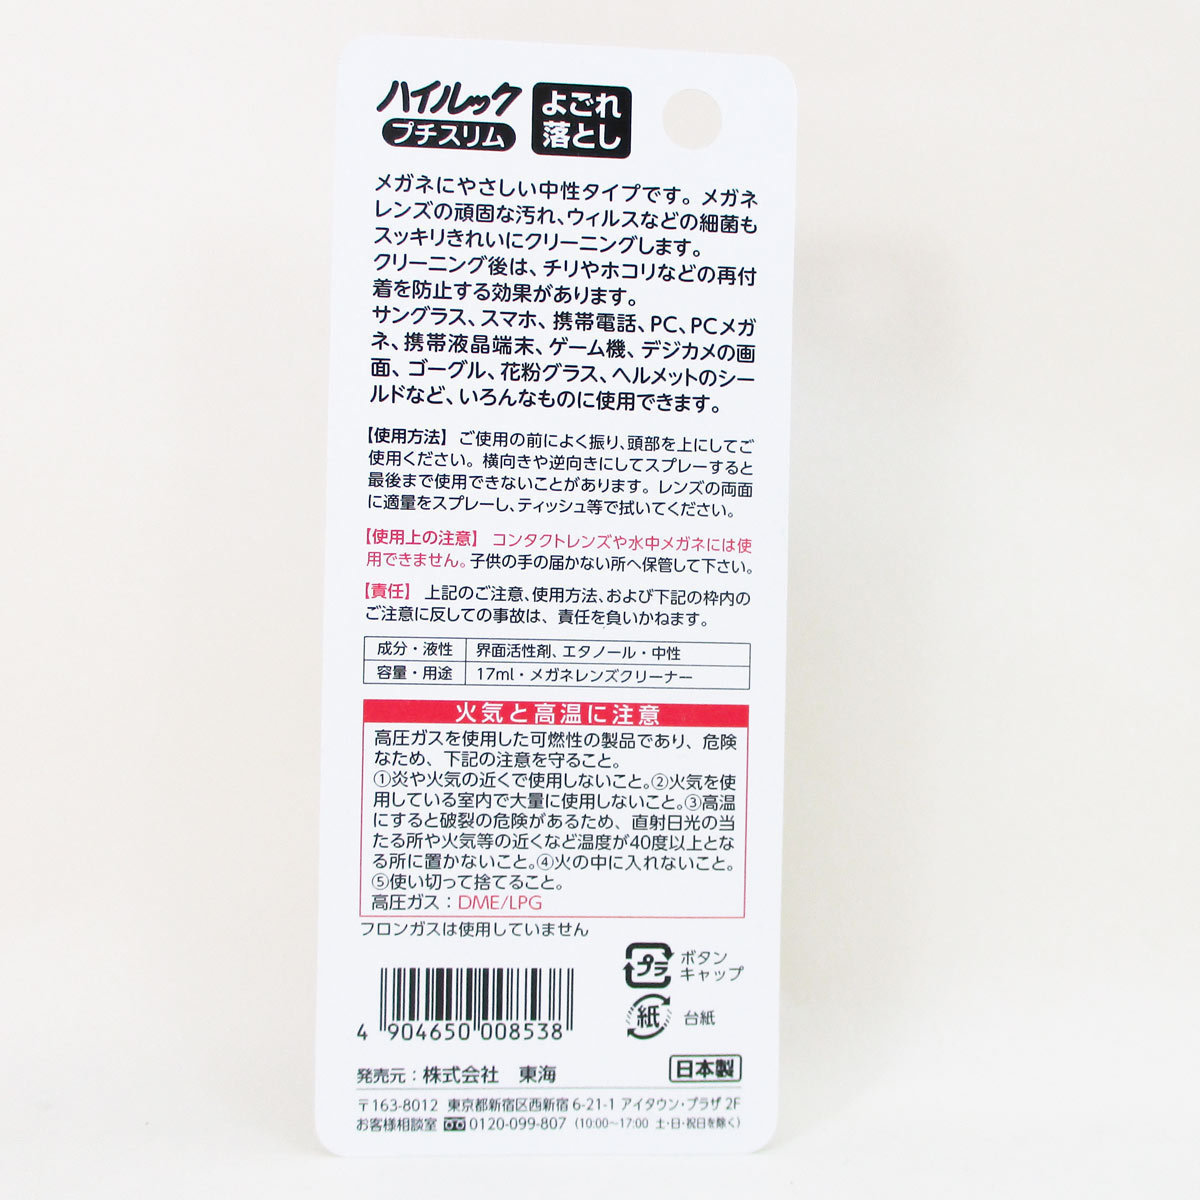 ハイルック
プチスリム
よごれ
落とし
メガネにやさしい中性タイプです。メガネ
レンズの頑固な汚れ、ウィルスなどの細菌も
スッキリきれいにクリーニングします。
クリーニング後は、チリやホコリなどの再付
着を防止する効果があります。
サングラス、スマホ、携帯電話、PC、PCメガ
ネ、携帯液晶端末、ゲーム機、デジカメの画
面、ゴーグル、花粉グラス、ヘルメットのシー
ルドなど、いろんなものに使用できます。
【使用方法】ご使用の前によく振り、頭部を上にしてご
使用ください。横向きや逆向きにしてスプレーすると
最後まで使用できないことがあります。レンズの両面
に適量をスプレーし、ティッシュ等で拭いてください。
【使用上の注意】コンタクトレンズや水中メガネには使
用できません。子供の手の届かない所へ保管して下さい。
【責任】上記のご注意、使用方法、および下記の枠内の
ご注意に反しての事故は、責任を負いかねます。
成分・液性 界面活性剤、エタノール・中性
容量・用途 17ml・メガネレンズクリーナー
火気と高温に注意
高圧ガスを使用した可燃性の製品であり、危険
なため、下記の注意を守ること。
①炎や火気の近くで使用しないこと。②火気を使
用している室内で大量に使用しないこと。③高温
にすると破裂の危険があるため、直射日光の当
たる所や火気等の近くなど温度が40度以上とな
る所に置かないこと。④火の中に入れないこと。
⑤使い切って捨てること。
高圧ガス：DME/LPG
フロンガスは使用していません
プラ
ボタン
キャップ
紙
台紙
4 904650 008538
発売元：株式会社 東海
日本製
〒163-8012 東京都新宿区西新宿6-21-1 アイタウン・プラザ 2F
お客様相談室 0120-099-807 (10:00〜17:00 土・日・祝日を除く)